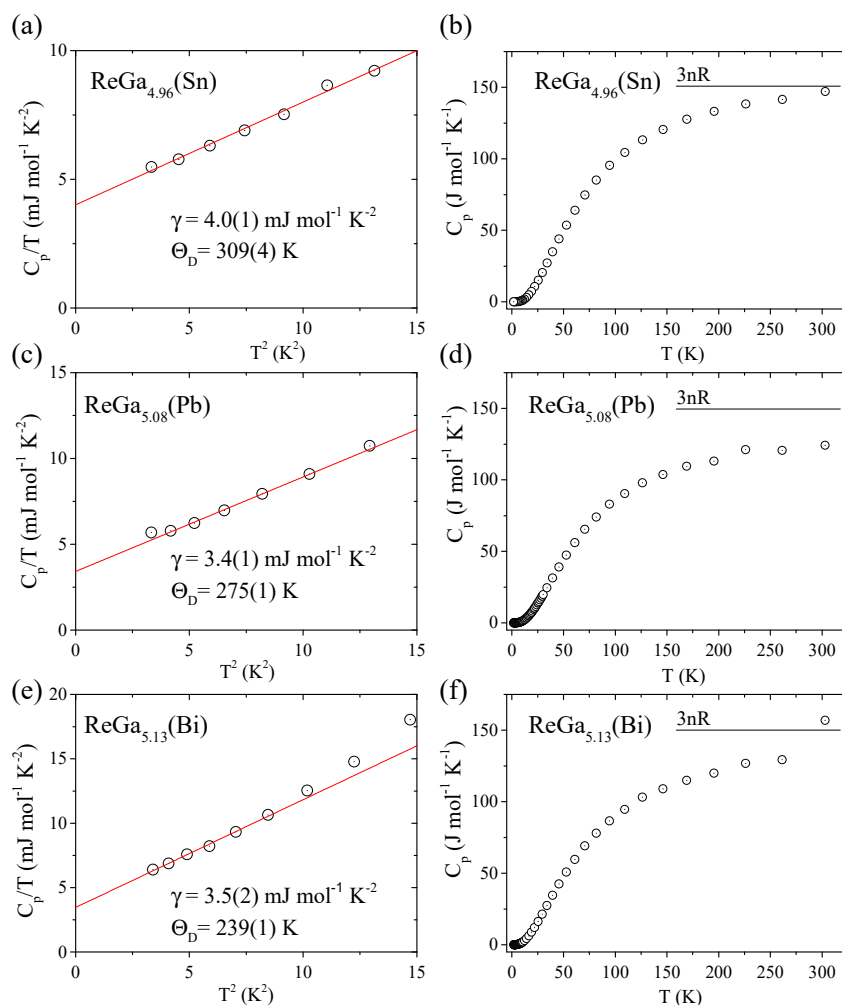 (a)
ReGa4.96(Sn)
γ = 4.0(1) mJ mol-1 K-2
ΘD= 309(4) K
Cp/T (mJ mol-1 K-2)
10
5
0
0 5 10 15
T2 (K2)
(b)
ReGa4.96(Sn)
3nR
Cp (J mol-1 K-1)
150
100
50
0
0 50 100 150 200 250 300
T (K)
(c)
ReGa5.08(Pb)
γ = 3.4(1) mJ mol-1 K-2
ΘD= 275(1) K
Cp/T (mJ mol-1 K-2)
15
10
5
0
0 5 10 15
T2 (K2)
(d)
ReGa5.08(Pb)
3nR
Cp (J mol-1 K-1)
150
100
50
0
0 50 100 150 200 250 300
T (K)
(e)
ReGa5.13(Bi)
γ = 3.5(2) mJ mol-1 K-2
ΘD= 239(1) K
Cp/T (mJ mol-1 K-2)
20
15
10
5
0
0 5 10 15
T2 (K2)
(f)
ReGa5.13(Bi)
3nR
Cp (J mol-1 K-1)
150
100
50
0
0 50 100 150 200 250 300
T (K)